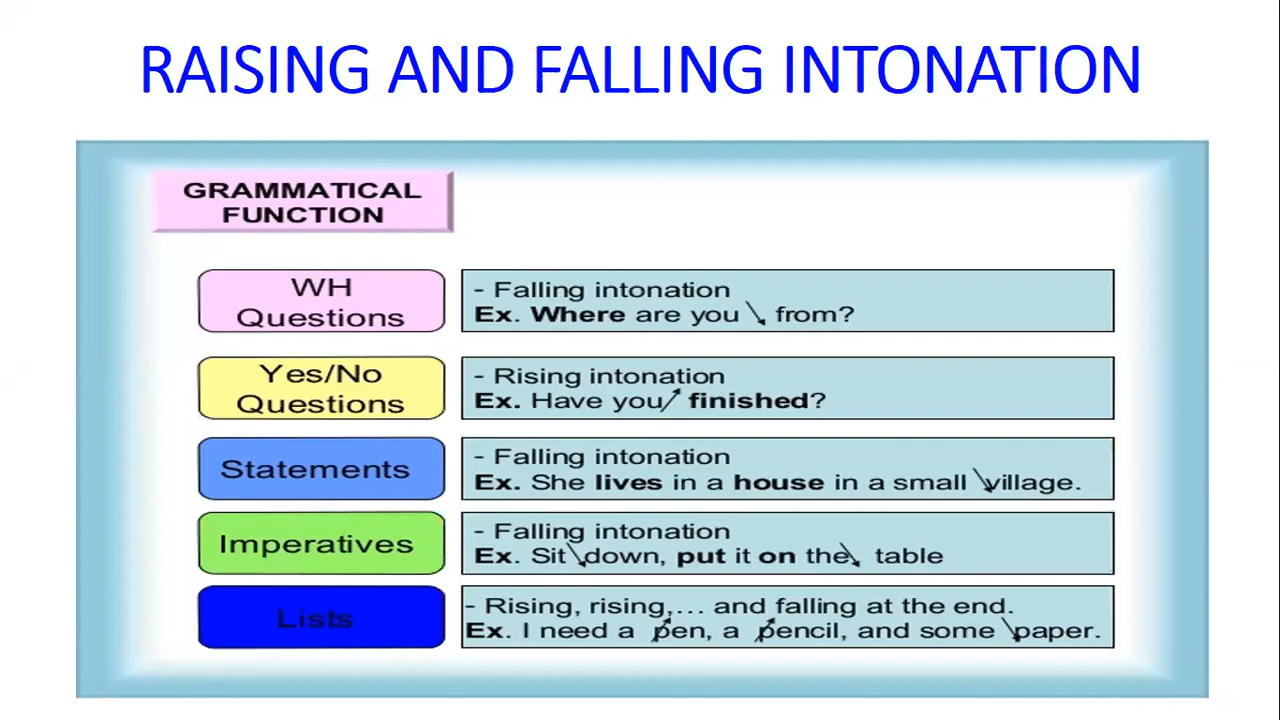 RAISING AND FALLING INTONATION
GRAMMATICAL
FUNCTION
WH
Questions
- Falling intonation
Ex. Where are you ↘ from?
Yes/No
Questions
- Rising intonation
Ex. Have you↗ finished?
Statements
- Falling intonation
Ex. She lives in a house in a small ↘village.
Imperatives
- Falling intonation
Ex. Sit ↘down, put it on the↘ table
Lists
- Rising, rising,… and falling at the end.
Ex. I need a ↗pen, a ↗pencil, and some ↘paper.